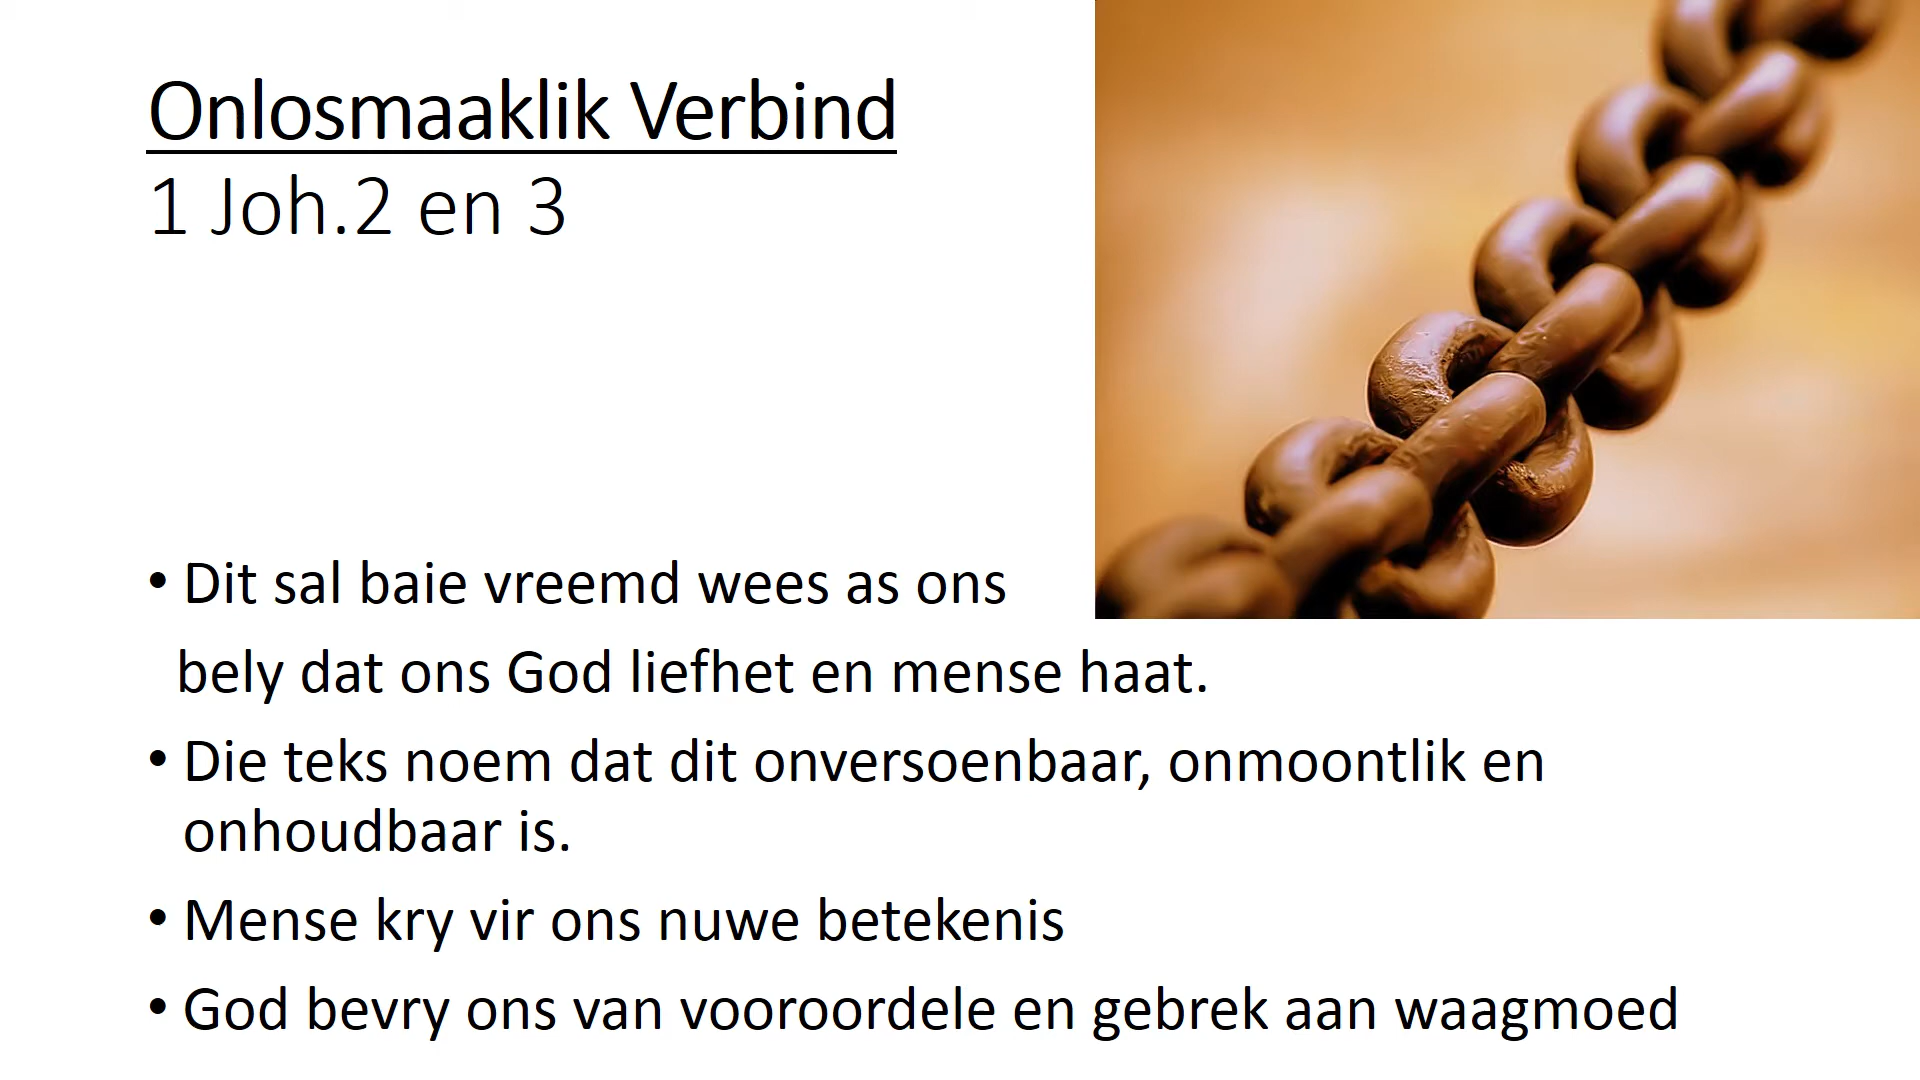 Onlosmaaklik Verbind
1 Joh.2 en 3
• Dit sal baie vreemd wees as ons
bely dat ons God liefhet en mense haat.
• Die teks noem dat dit onversoenbaar, onmoontlik en
onhoudbaar is.
• Mense kry vir ons nuwe betekenis
• God bevry ons van vooroordele en gebrek aan waagmoed